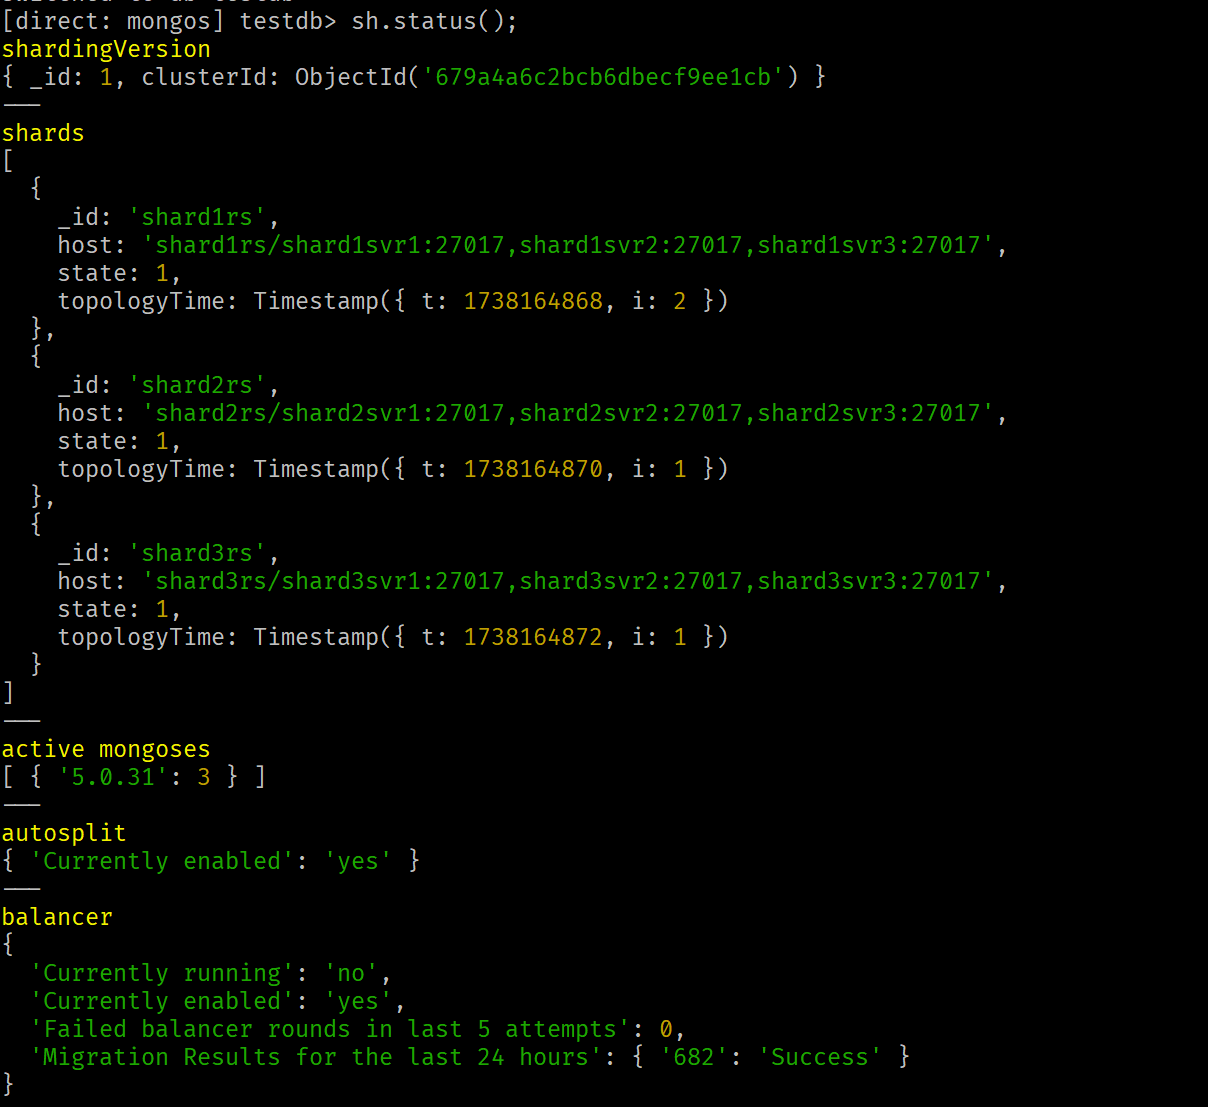 switched to db testdb
[direct: mongos] testdb> sh.status();
shardingVersion
{ _id: 1, clusterId: ObjectId('679a4a6c2bcb6dbecf9ee1cb') }
---
shards
[
  {
    _id: 'shard1rs',
    host: 'shard1rs/shard1svr1:27017,shard1svr2:27017,shard1svr3:27017',
    state: 1,
    topologyTime: Timestamp({ t: 1738164868, i: 2 })
  },
  {
    _id: 'shard2rs',
    host: 'shard2rs/shard2svr1:27017,shard2svr2:27017,shard2svr3:27017',
    state: 1,
    topologyTime: Timestamp({ t: 1738164870, i: 1 })
  },
  {
    _id: 'shard3rs',
    host: 'shard3rs/shard3svr1:27017,shard3svr2:27017,shard3svr3:27017',
    state: 1,
    topologyTime: Timestamp({ t: 1738164872, i: 1 })
  }
]
---
active mongoses
[ { '5.0.31': 3 } ]
---
autosplit
{ 'Currently enabled': 'yes' }
---
balancer
{
  'Currently running': 'no',
  'Currently enabled': 'yes',
  'Failed balancer rounds in last 5 attempts': 0,
  'Migration Results for the last 24 hours': { '682': 'Success' }
}